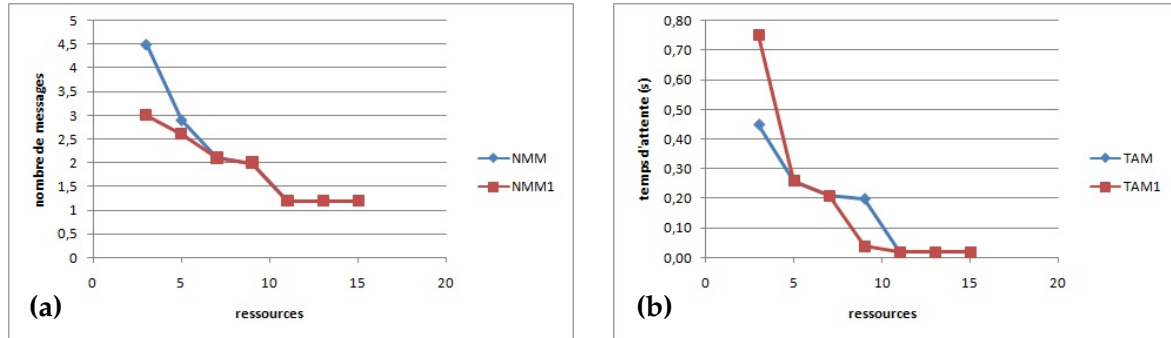 5
4,5
4
3,5
3
2,5
2
1,5
1
0,5
0
nombre de messages
0 5 10 15 20
ressources
NMM
NMM1
(a)
0,80
0,70
0,60
0,50
0,40
0,30
0,20
0,10
0,00
temps d'attente (s)
0 5 10 15 20
ressources
TAM
TAM1
(b)